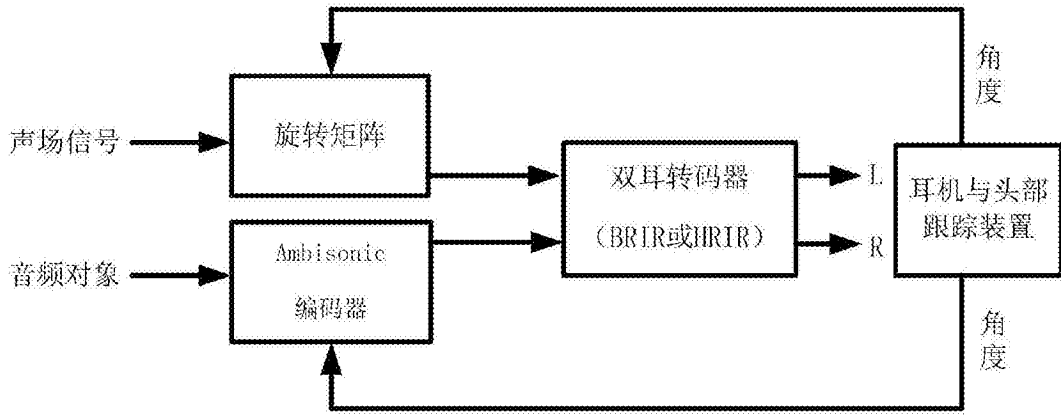 角度
声场信号
旋转矩阵
双耳转码器
（BRIR或HRIR）
L
R
耳机与头部
跟踪装置
音频对象
Ambisonic
编码器
角度